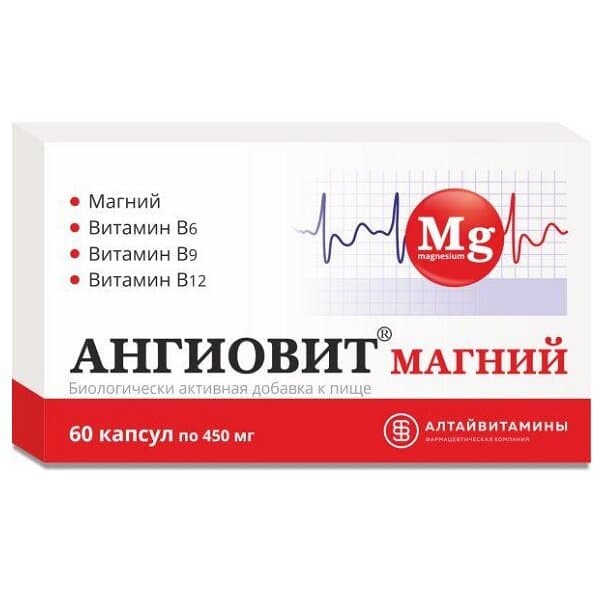 Магний
Витамин B6
Витамин B9
Витамин B12
Mg
magnesium
АНГИОВИТ® МАГНИЙ
Биологически активная добавка к пище
60 капсул по 450 мг
АЛТАЙВИТАМИНЫ
ФАРМАЦЕВТИЧЕСКАЯ КОМПАНИЯ